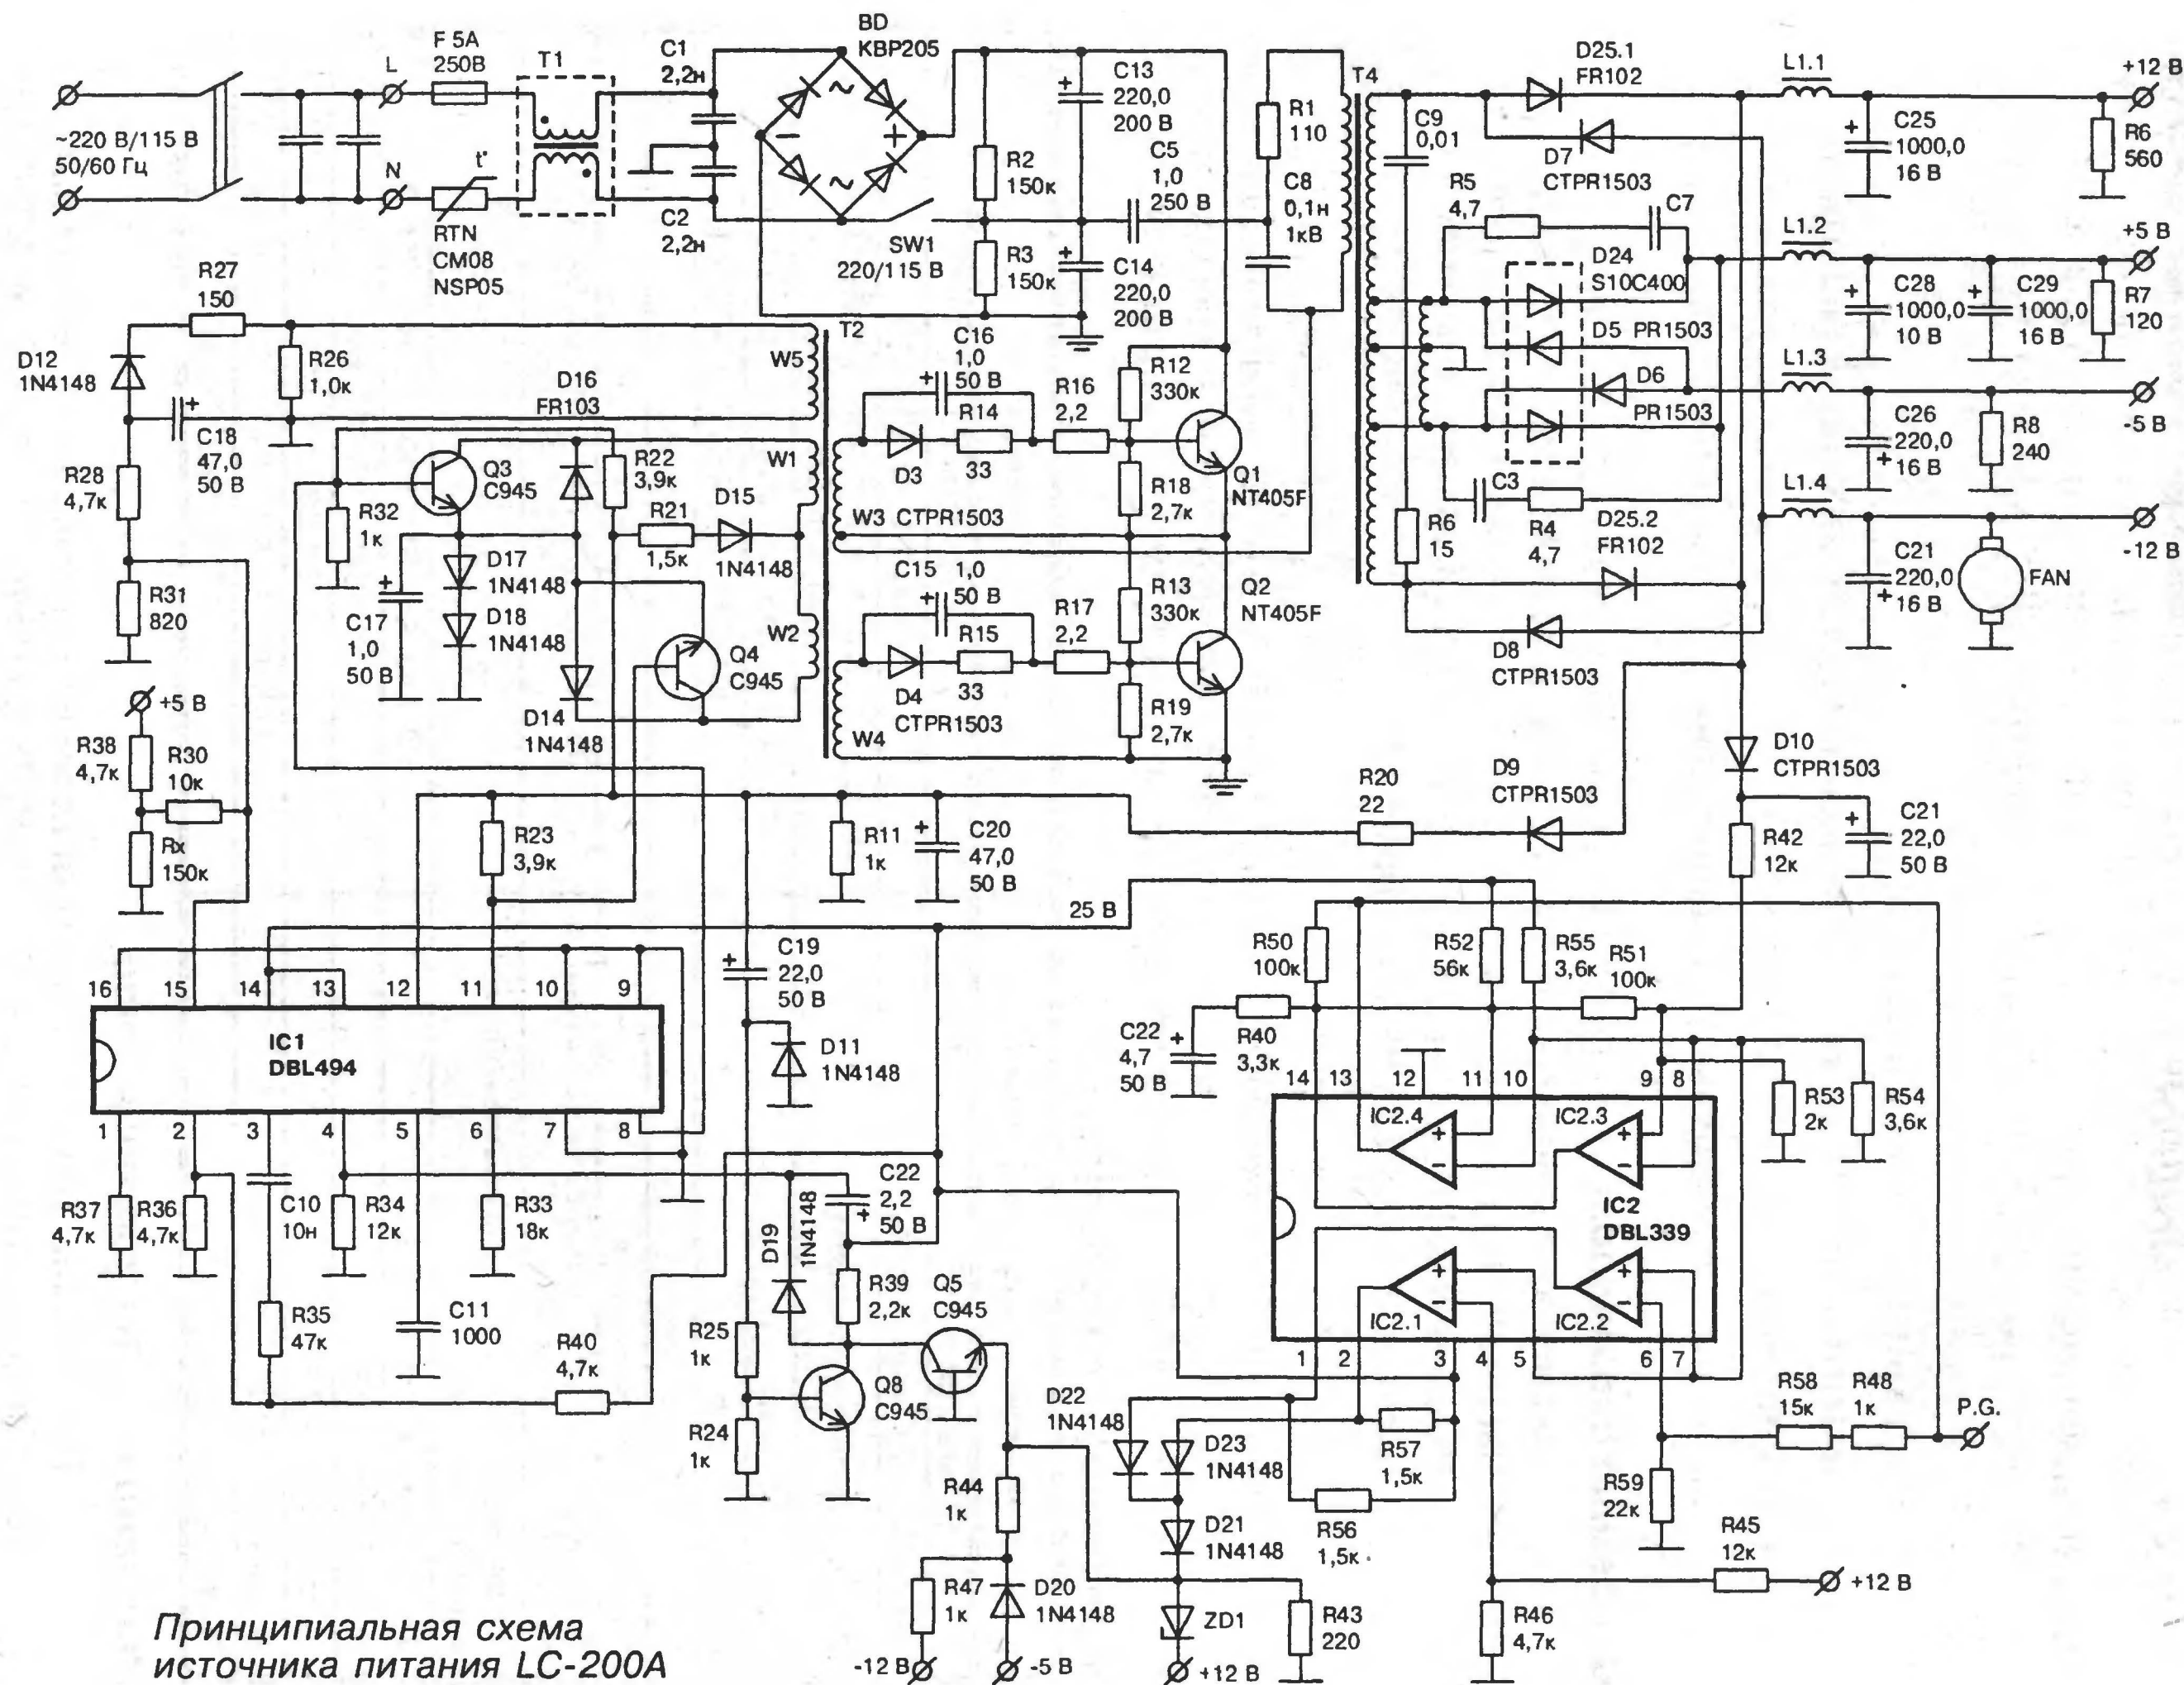 BD
KBP205
F 5A
250В
T1
C1
2,2н
L
~220 В/115 В
50/60 Гц
N
t°
RTN
CM08
NSP05
C2
2,2н
~
−
+
~
SW1
220/115 В
R2
150к
R3
150к
+
C13
220,0
200 В
C5
1,0
250 В
+
C14
220,0
200 В
R1
110
C8
0,1н
1кВ
T4
C9
0,01
D25.1
FR102
D7
CTPR1503
R5
4,7
C7
D24
S10C400
D5 PR1503
D6
PR1503
C3
R4
4,7
R6
15
D25.2
FR102
D8
CTPR1503
L1.1
+12 В
+
C25
1000,0
16 В
R6
560
L1.2
+5 В
+
C28
1000,0
10 В
+
C29
1000,0
16 В
R7
120
L1.3
-5 В
C26
220,0
+
16 В
R8
240
L1.4
-12 В
C21
220,0
+
16 В
FAN
R27
150
D12
1N4148
R26
1,0к
+
C18
47,0
50 В
R28
4,7к
R31
820
D16
FR103
Q3
C945
R32
1к
+
C17
1,0
50 В
D17
1N4148
D18
1N4148
D14
1N4148
R22
3,9к
R21
1,5к
D15
1N4148
Q4
C945
T2
W5
W1
W2
W3
W4
C16
1,0
+
50 В
R14
33
D3
CTPR1503
R16
2,2
R12
330к
R18
2,7к
Q1
NT405F
C15 1,0
+
50 В
R15
33
D4
CTPR1503
R17
2,2
R13
330к
R19
2,7к
Q2
NT405F
+5 В
R38
4,7к
R30
10к
Rx
150к
R23
3,9к
R11
1к
+
C20
47,0
50 В
R20
22
D9
CTPR1503
D10
CTPR1503
+
C21
22,0
50 В
R42
12к
25 В
+
C19
22,0
50 В
D11
1N4148
16 15 14 13 12 11 10 9
IC1
DBL494
1 2 3 4 5 6 7 8
R37
4,7к
R36
4,7к
C10
10н
R34
12к
R33
18к
R35
47к
C11
1000
R40
4,7к
D19
1N4148
C22
2,2
+
50 В
R39
2,2к
Q5
C945
R25
1к
R24
1к
Q8
C945
R50
100к
R52
56к
R55
3,6к
R51
100к
C22
4,7
50 В
+
R40
3,3к
14 13 12 11 10 9 8
IC2.4
+
−
IC2.3
+
−
R53
2к
R54
3,6к
IC2
DBL339
IC2.1
+
−
IC2.2
+
−
1 2 3 4 5 6 7
D22
1N4148
D23
1N4148
R57
1,5к
R56
1,5к
D21
1N4148
R44
1к
R47
1к
D20
1N4148
ZD1
R43
220
R58
15к
R48
1к
P.G.
R59
22к
R45
12к
+12 В
R46
4,7к
-12 В
-5 В
+12 В
Принципиальная схема
источника питания LC-200A